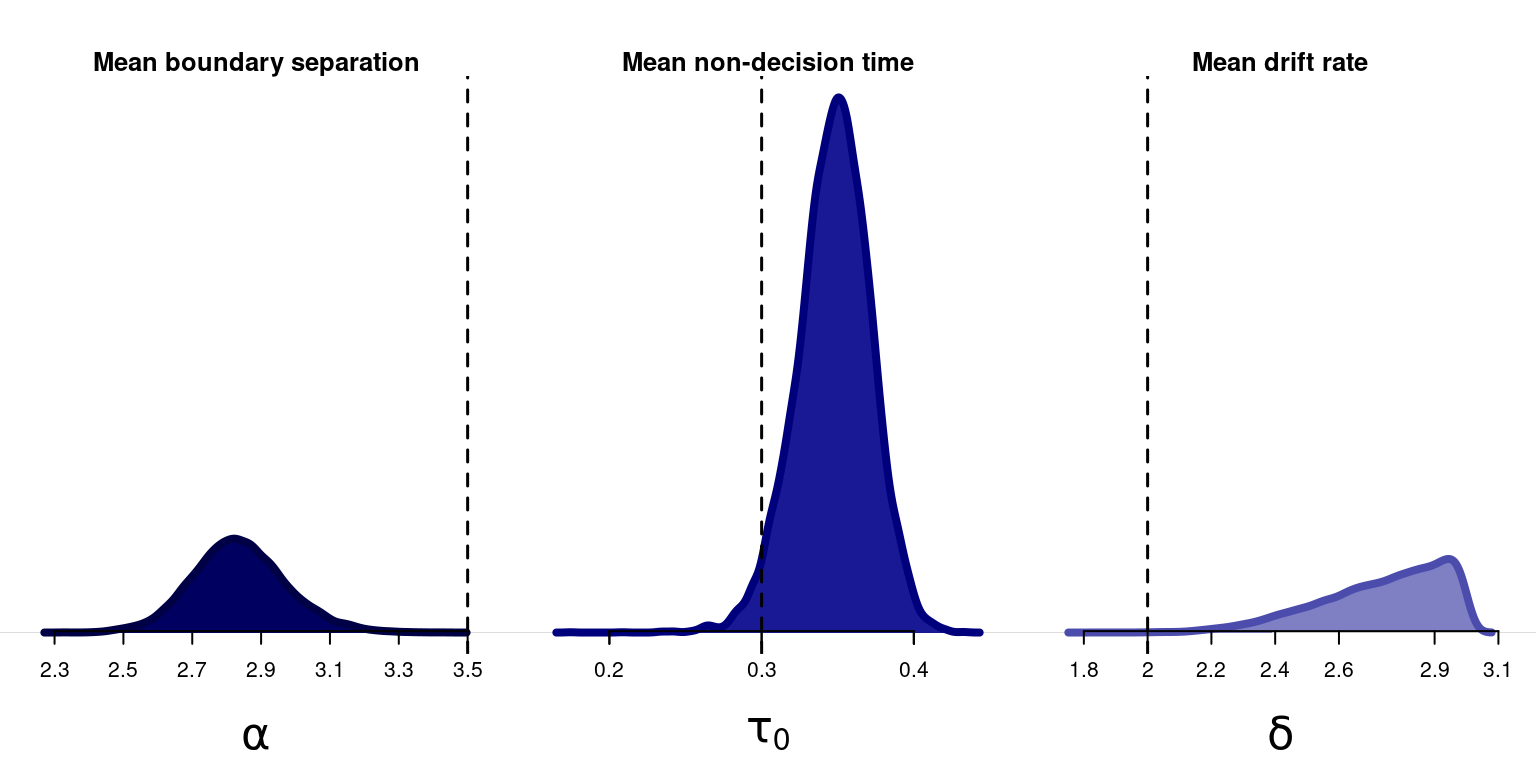 Mean boundary separation
Mean non-decision time
Mean drift rate
2.3 2.5 2.7 2.9 3.1 3.3 3.5
0.2 0.3 0.4
1.8 2 2.2 2.4 2.6 2.9 3.1
α
τ0
δ